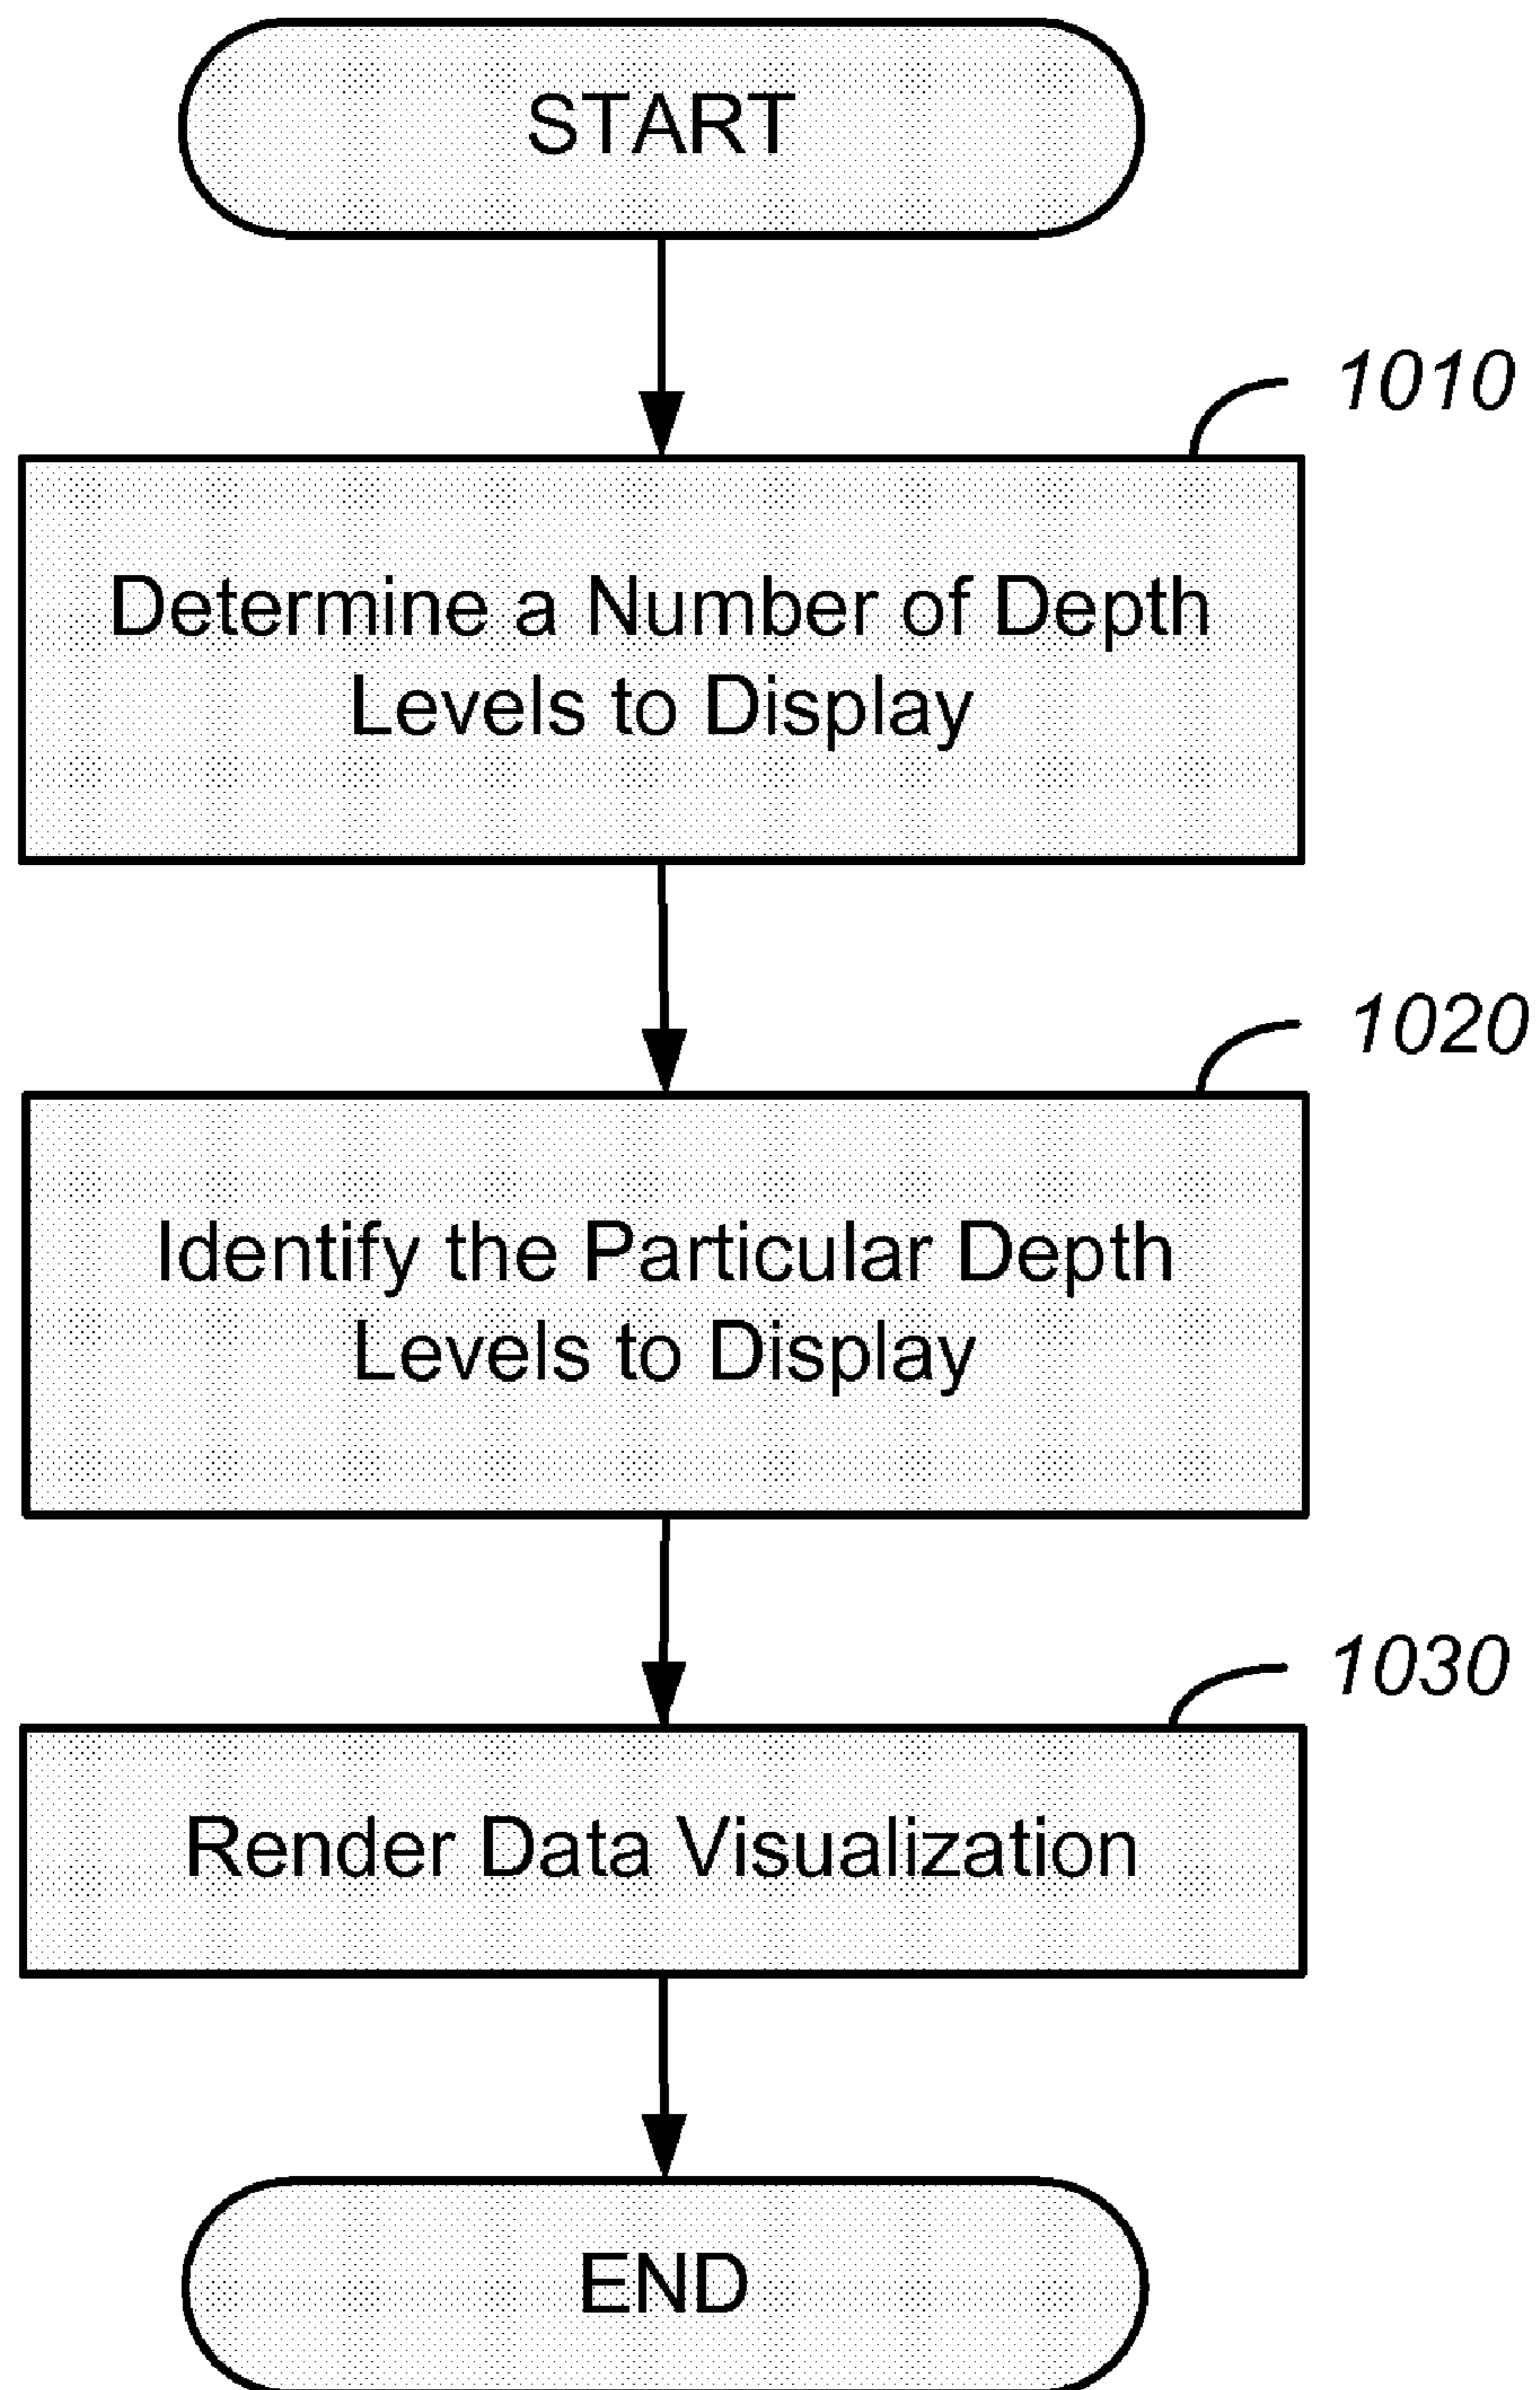 START
1010
Determine a Number of Depth
Levels to Display
1020
Identify the Particular Depth
Levels to Display
1030
Render Data Visualization
END